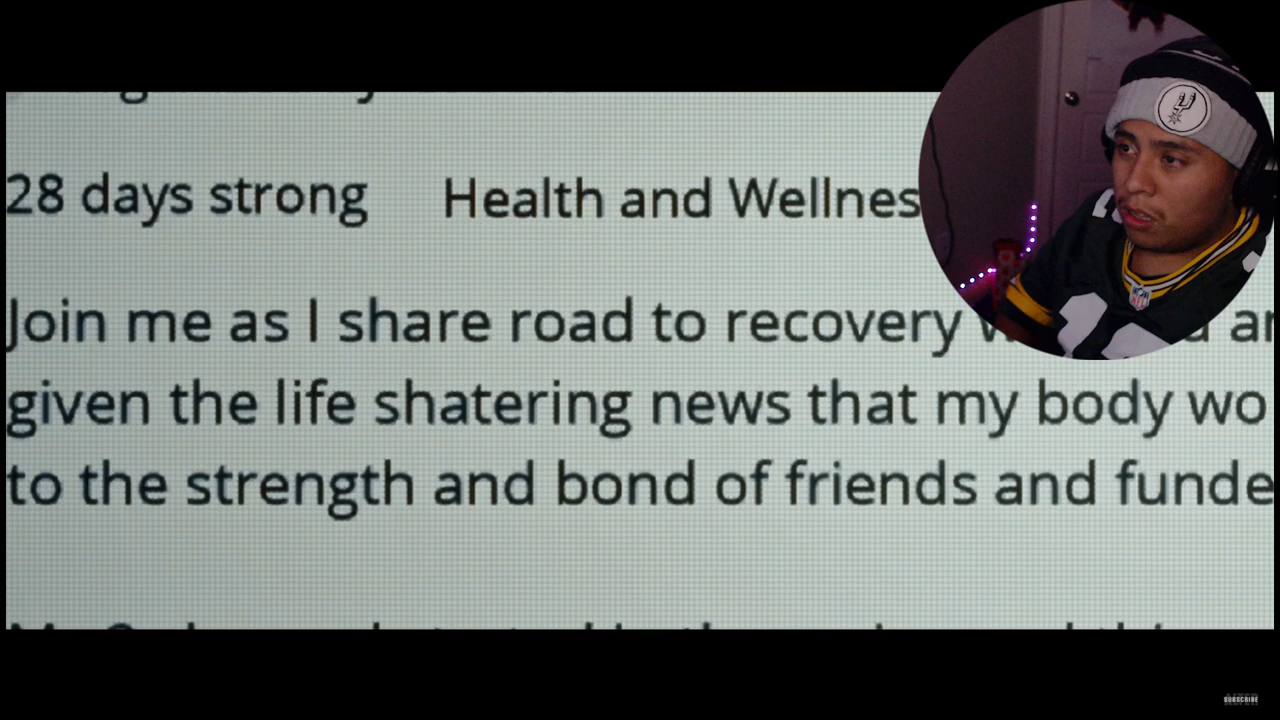 28 days strong Health and Wellnes
Join me as I share road to recovery
given the life shatering news that my body wo
to the strength and bond of friends and funde
SUBSCRIBE